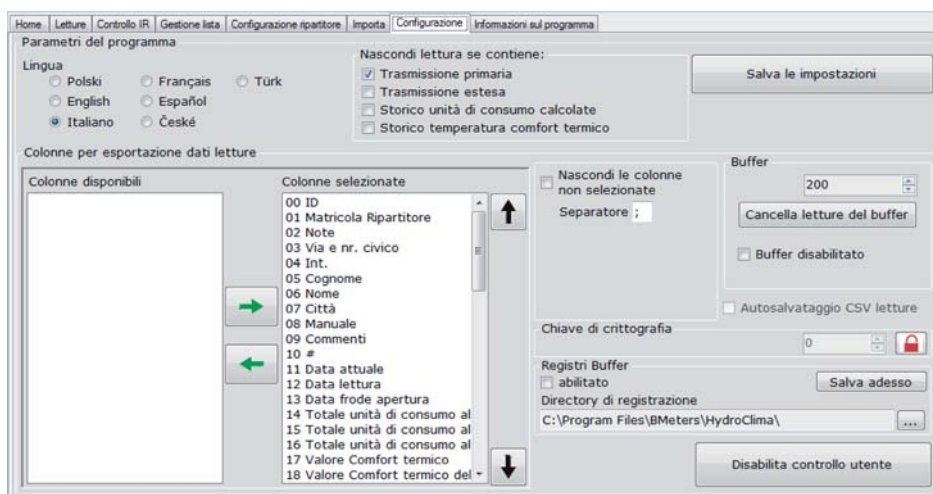 Home Letture Controllo IR Gestione lista Configurazione ripartitore Importa Configurazione Informazioni sul programma
Parametri del programma
Lingua
Polski Français Türk
English Español
Italiano České
Nascondi lettura se contiene:
Trasmissione primaria
Trasmissione estesa
Storico unità di consumo calcolate
Storico temperatura comfort termico
Salva le impostazioni
Colonne per esportazione dati letture
Colonne disponibili
Colonne selezionate
00 ID
01 Matricola Ripartitore
02 Note
03 Via e nr. civico
04 Int.
05 Cognome
06 Nome
07 Città
08 Manuale
09 Commenti
10 #
11 Data attuale
12 Data lettura
13 Data frode apertura
14 Totale unità di consumo al
15 Totale unità di consumo al
16 Totale unità di consumo al
17 Valore Comfort termico
18 Valore Comfort termico del
Nascondi le colonne
non selezionate
Separatore ;
Buffer
200
Cancella letture del buffer
Buffer disabilitato
Autosalvataggio CSV letture
Chiave di crittografia
0
Registri Buffer
abilitato
Salva adesso
Directory di registrazione
C:\Program Files\BMeters\HydroClima\
...
Disabilita controllo utente